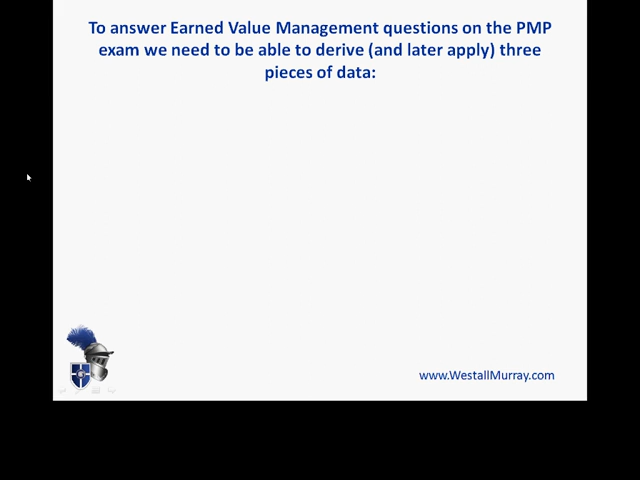 To answer Earned Value Management questions on the PMP
exam we need to be able to derive (and later apply) three
pieces of data:
www.WestallMurray.com